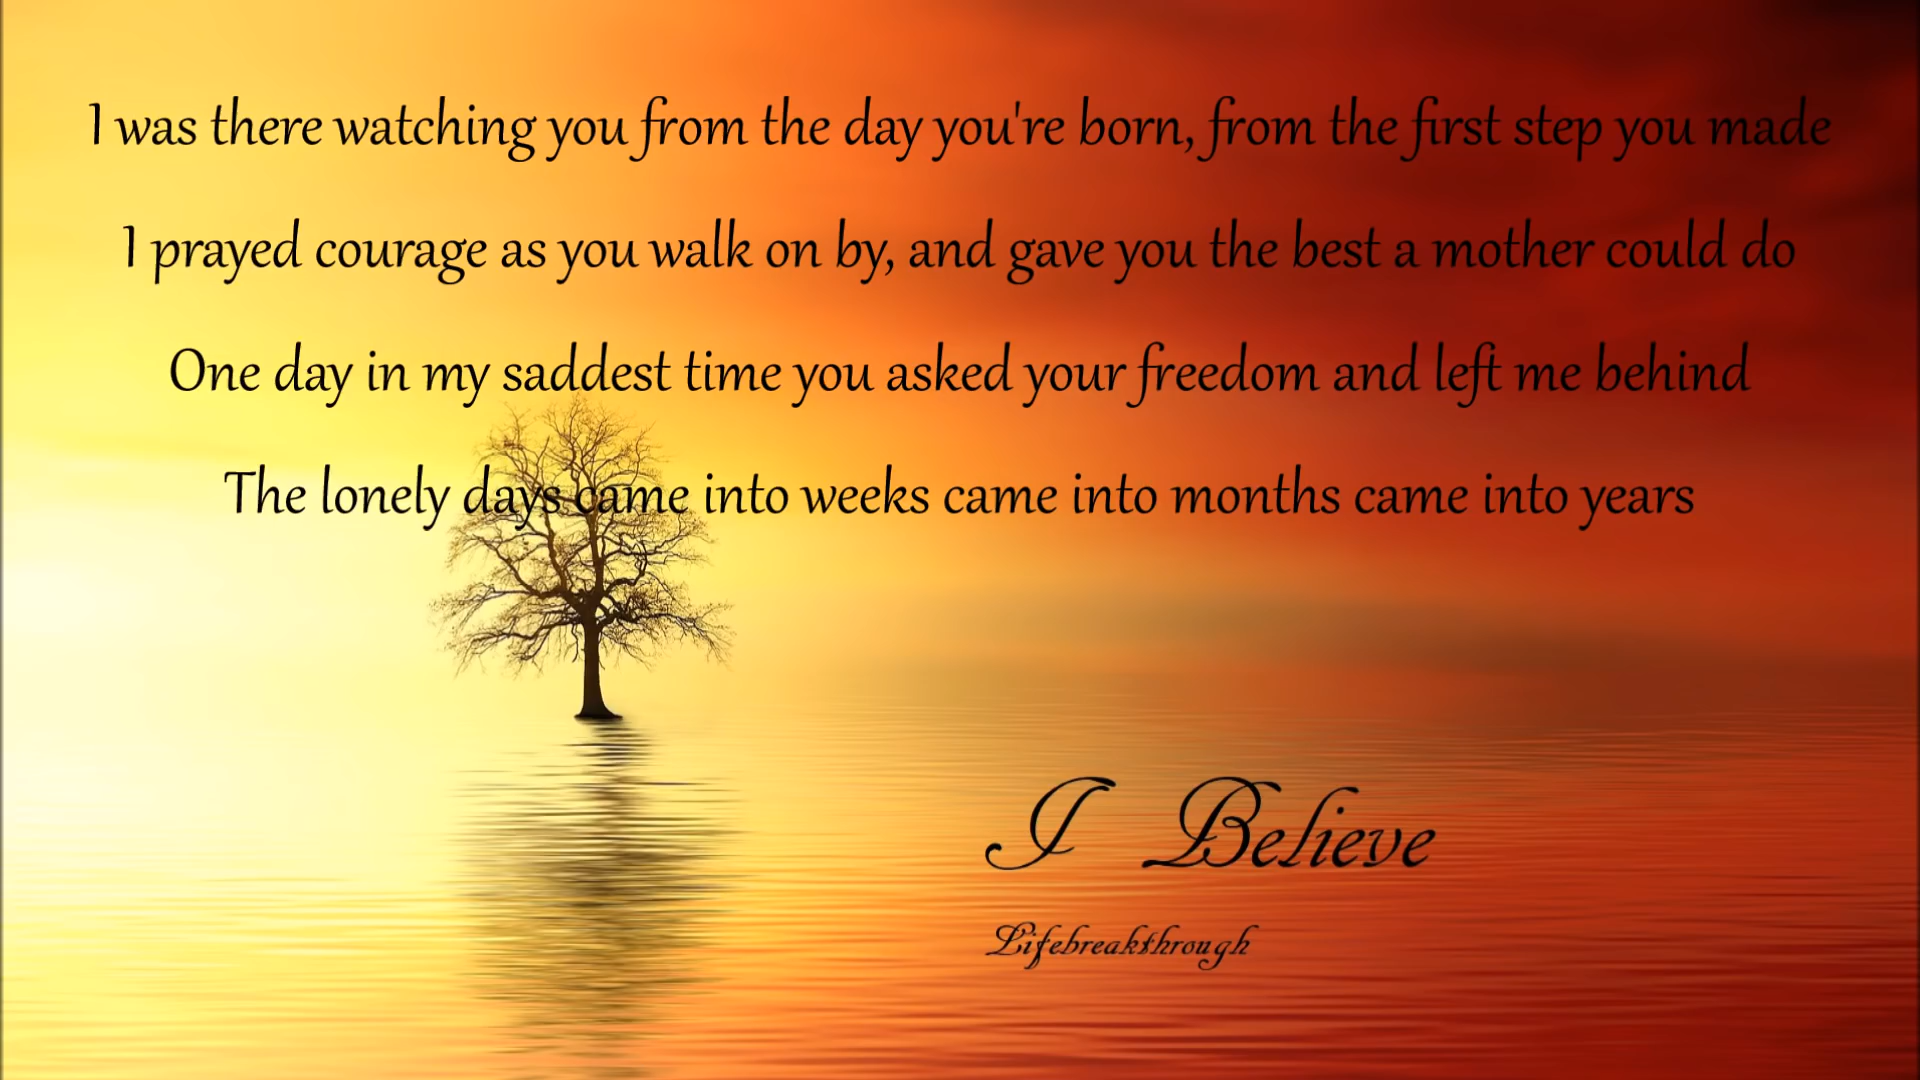 I was there watching you from the day you're born, from the first step you made
I prayed courage as you walk on by, and gave you the best a mother could do
One day in my saddest time you asked your freedom and left me behind
The lonely days came into weeks came into months came into years
I Believe
Lifebreakthrough